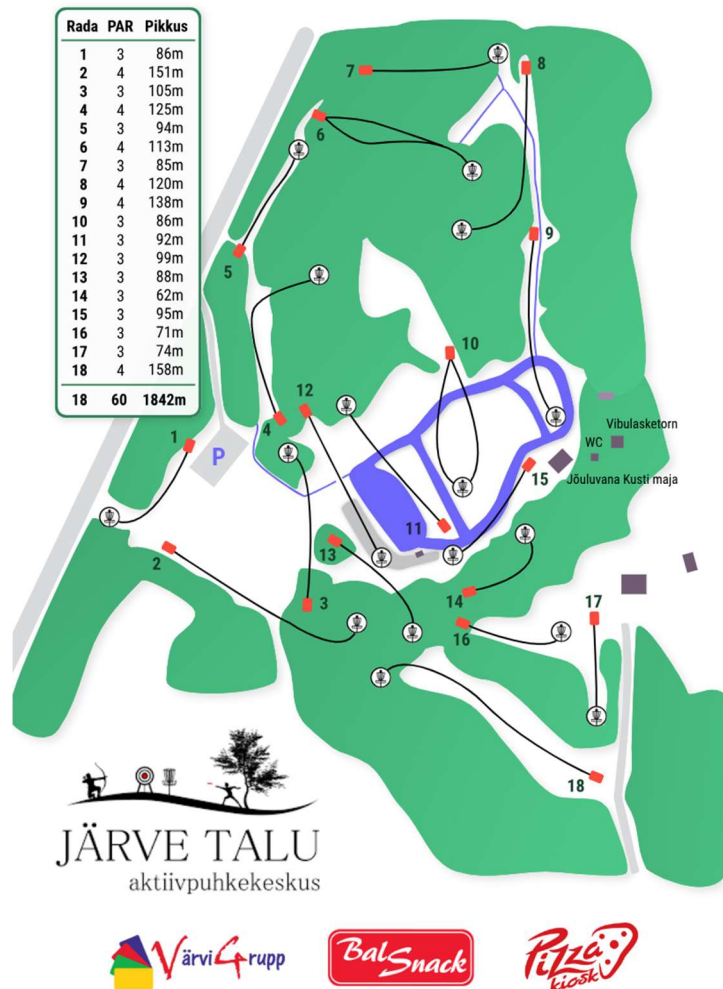 Rada PAR Pikkus
1 3 86m
2 4 151m
3 3 105m
4 4 125m
5 3 94m
6 4 113m
7 3 85m
8 4 120m
9 4 138m
10 3 86m
11 3 92m
12 3 99m
13 3 88m
14 3 62m
15 3 95m
16 3 71m
17 3 74m
18 4 158m
18 60 1842m
7
8
6
9
5
10
12
4
1
P
Vibulasketorn
WC
15
Jõuluvana Kusti maja
11
13
2
3
14
17
16
18
JÄRVE TALU
aktiivpuhkekeskus
Värvi Grupp
Bal Snack
Pizza
kiosk